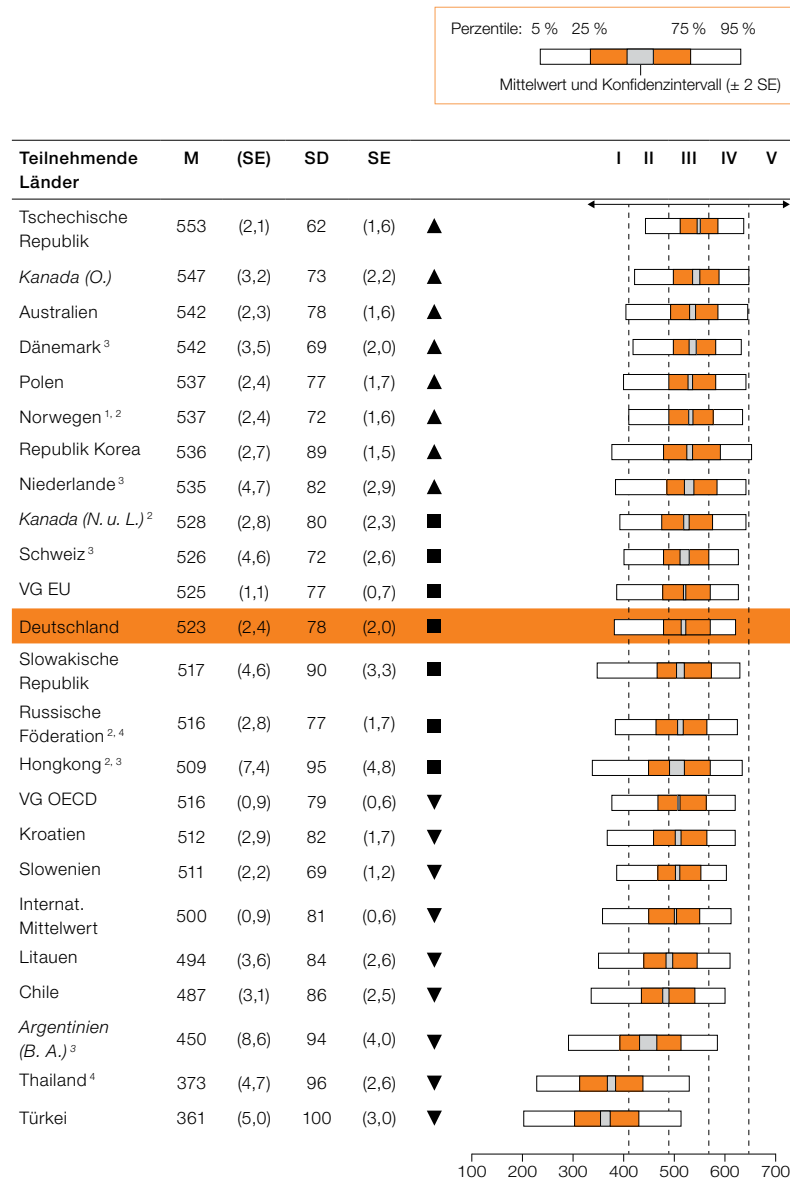 Perzentile: 5 % 25 % 75 % 95 %
Mittelwert und Konfidenzintervall (± 2 SE)
Teilnehmende Länder M (SE) SD SE I II III IV V
Tschechische Republik 553 (2,1) 62 (1,6) ▲
Kanada (O.) 547 (3,2) 73 (2,2) ▲
Australien 542 (2,3) 78 (1,6) ▲
Dänemark 3 542 (3,5) 69 (2,0) ▲
Polen 537 (2,4) 77 (1,7) ▲
Norwegen 1, 2 537 (2,4) 72 (1,6) ▲
Republik Korea 536 (2,7) 89 (1,5) ▲
Niederlande 3 535 (4,7) 82 (2,9) ▲
Kanada (N. u. L.) 2 528 (2,8) 80 (2,3) ■
Schweiz 3 526 (4,6) 72 (2,6) ■
VG EU 525 (1,1) 77 (0,7) ■
Deutschland 523 (2,4) 78 (2,0) ■
Slowakische Republik 517 (4,6) 90 (3,3) ■
Russische Föderation 2, 4 516 (2,8) 77 (1,7) ■
Hongkong 2, 3 509 (7,4) 95 (4,8) ■
VG OECD 516 (0,9) 79 (0,6) ▼
Kroatien 512 (2,9) 82 (1,7) ▼
Slowenien 511 (2,2) 69 (1,2) ▼
Internat. Mittelwert 500 (0,9) 81 (0,6) ▼
Litauen 494 (3,6) 84 (2,6) ▼
Chile 487 (3,1) 86 (2,5) ▼
Argentinien (B. A.) 3 450 (8,6) 94 (4,0) ▼
Thailand 4 373 (4,7) 96 (2,6) ▼
Türkei 361 (5,0) 100 (3,0) ▼
100 200 300 400 500 600 700